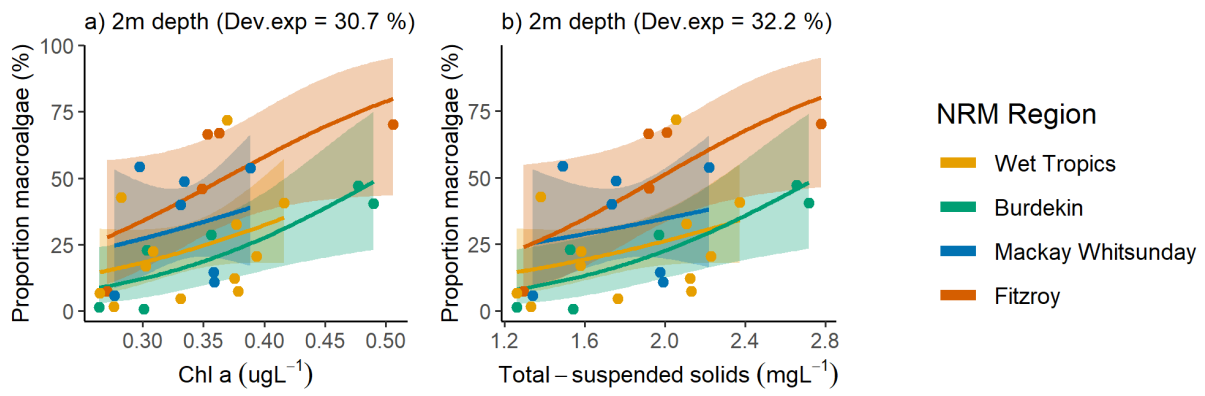 a) 2m depth (Dev.exp = 30.7 %)
Proportion macroalgae (%)
100
75
50
25
0
0.30 0.35 0.40 0.45 0.50
Chl a (ugL⁻¹)
b) 2m depth (Dev.exp = 32.2 %)
Proportion macroalgae (%)
75
50
25
0
1.2 1.6 2.0 2.4 2.8
Total − suspended solids (mgL⁻¹)
NRM Region
Wet Tropics
Burdekin
Mackay Whitsunday
Fitzroy